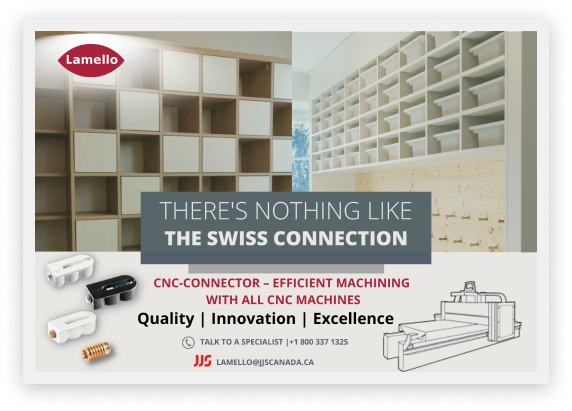 Lamello
THERE'S NOTHING LIKE
THE SWISS CONNECTION
CNC-CONNECTOR – EFFICIENT MACHINING
WITH ALL CNC MACHINES
Quality | Innovation | Excellence
TALK TO A SPECIALIST |+1 800 337 1325
JJS LAMELLO@JJSCANADA.CA